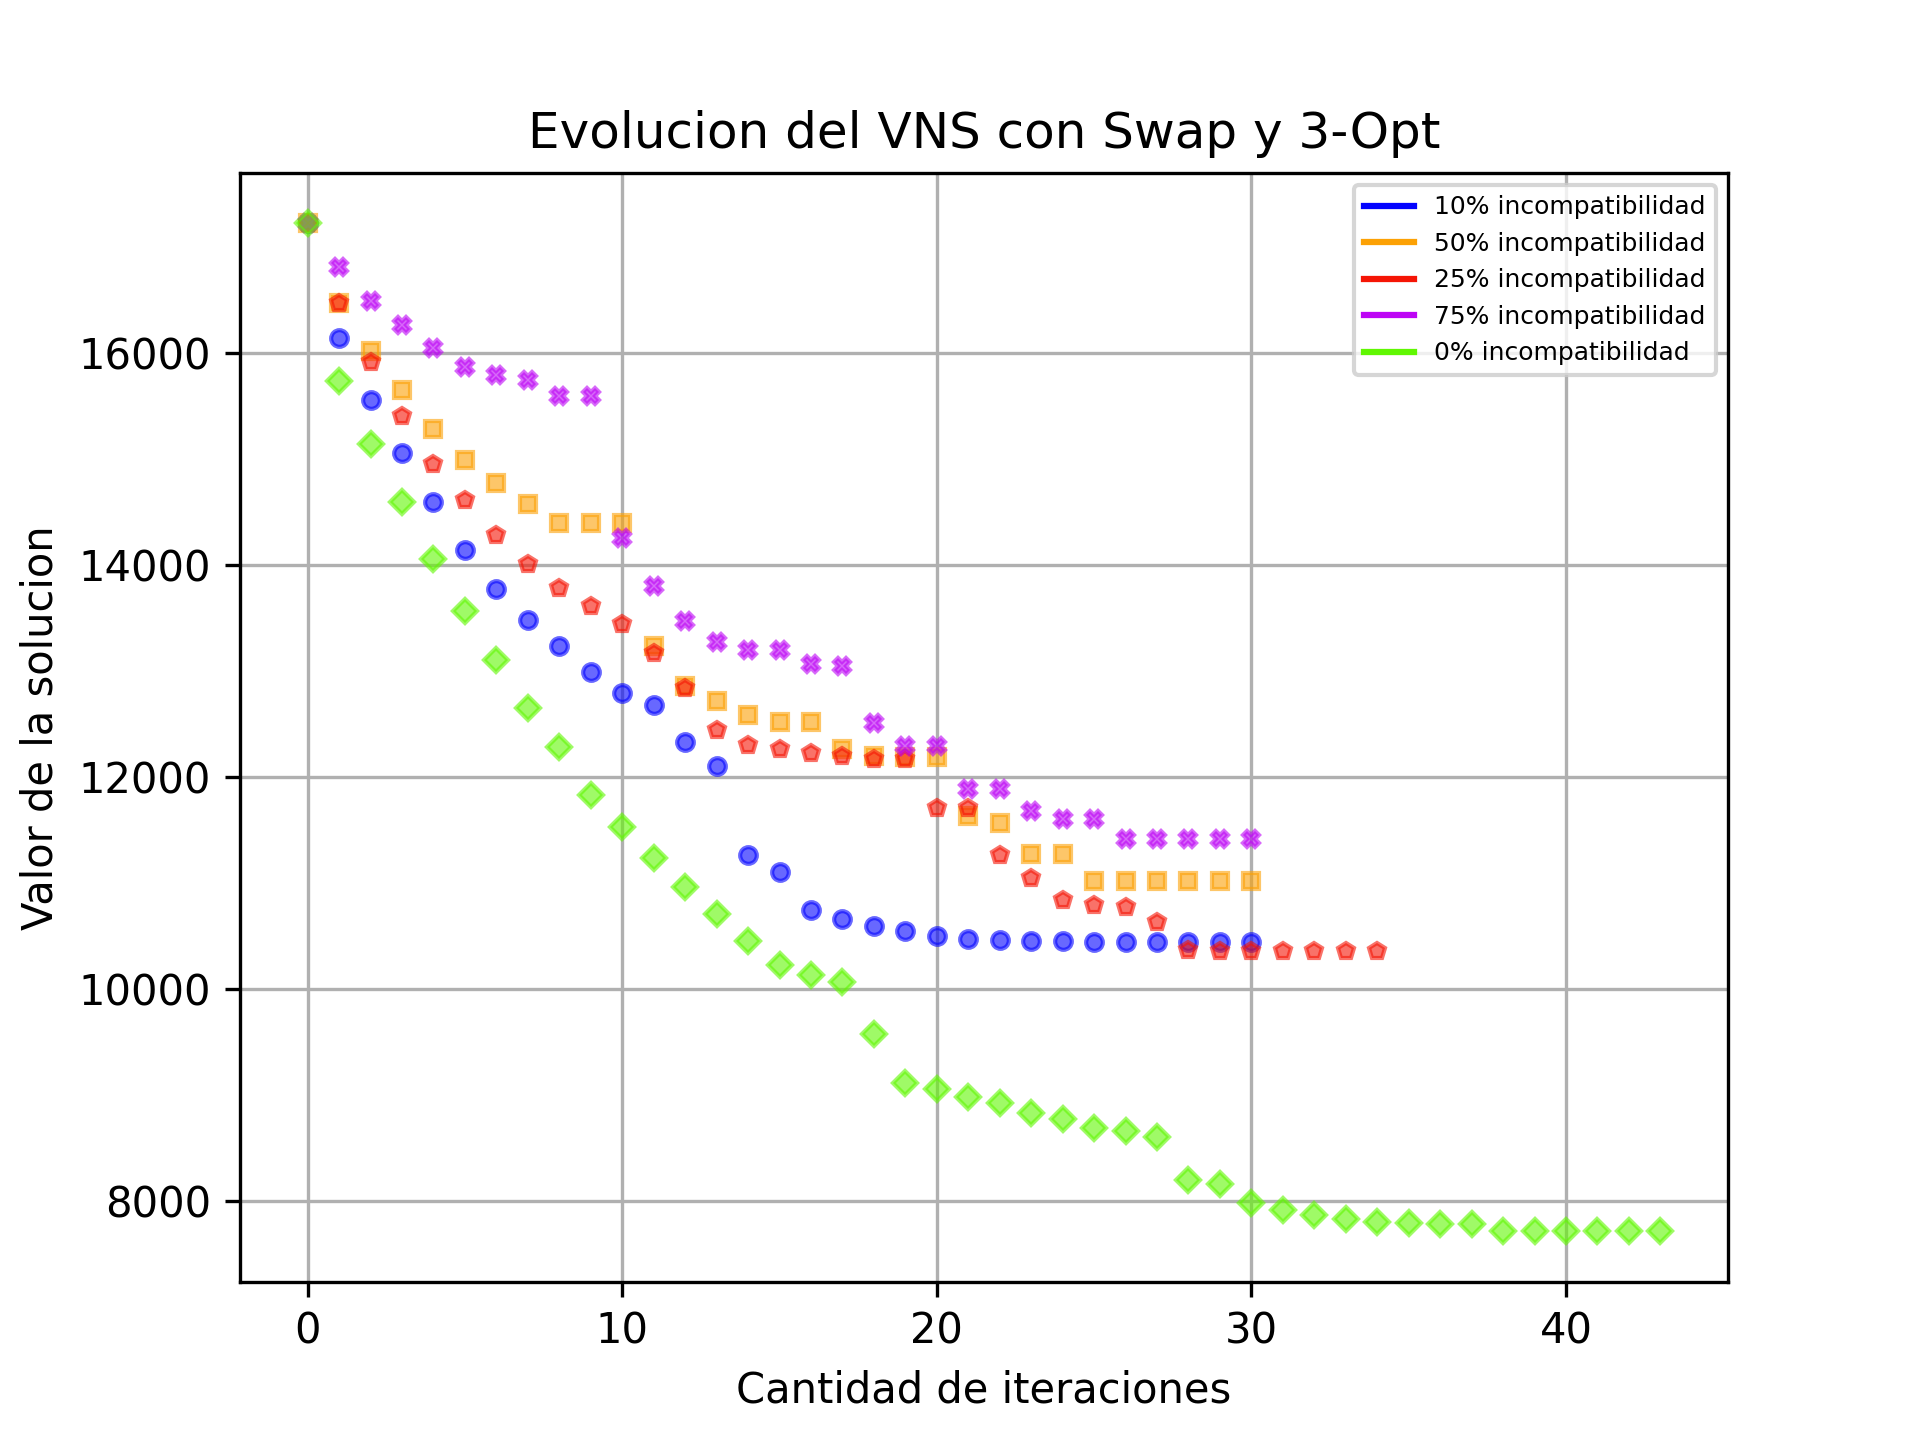 Evolucion del VNS con Swap y 3-Opt
10% incompatibilidad
50% incompatibilidad
25% incompatibilidad
75% incompatibilidad
0% incompatibilidad
Valor de la solucion
16000
14000
12000
10000
8000
0 10 20 30 40
Cantidad de iteraciones